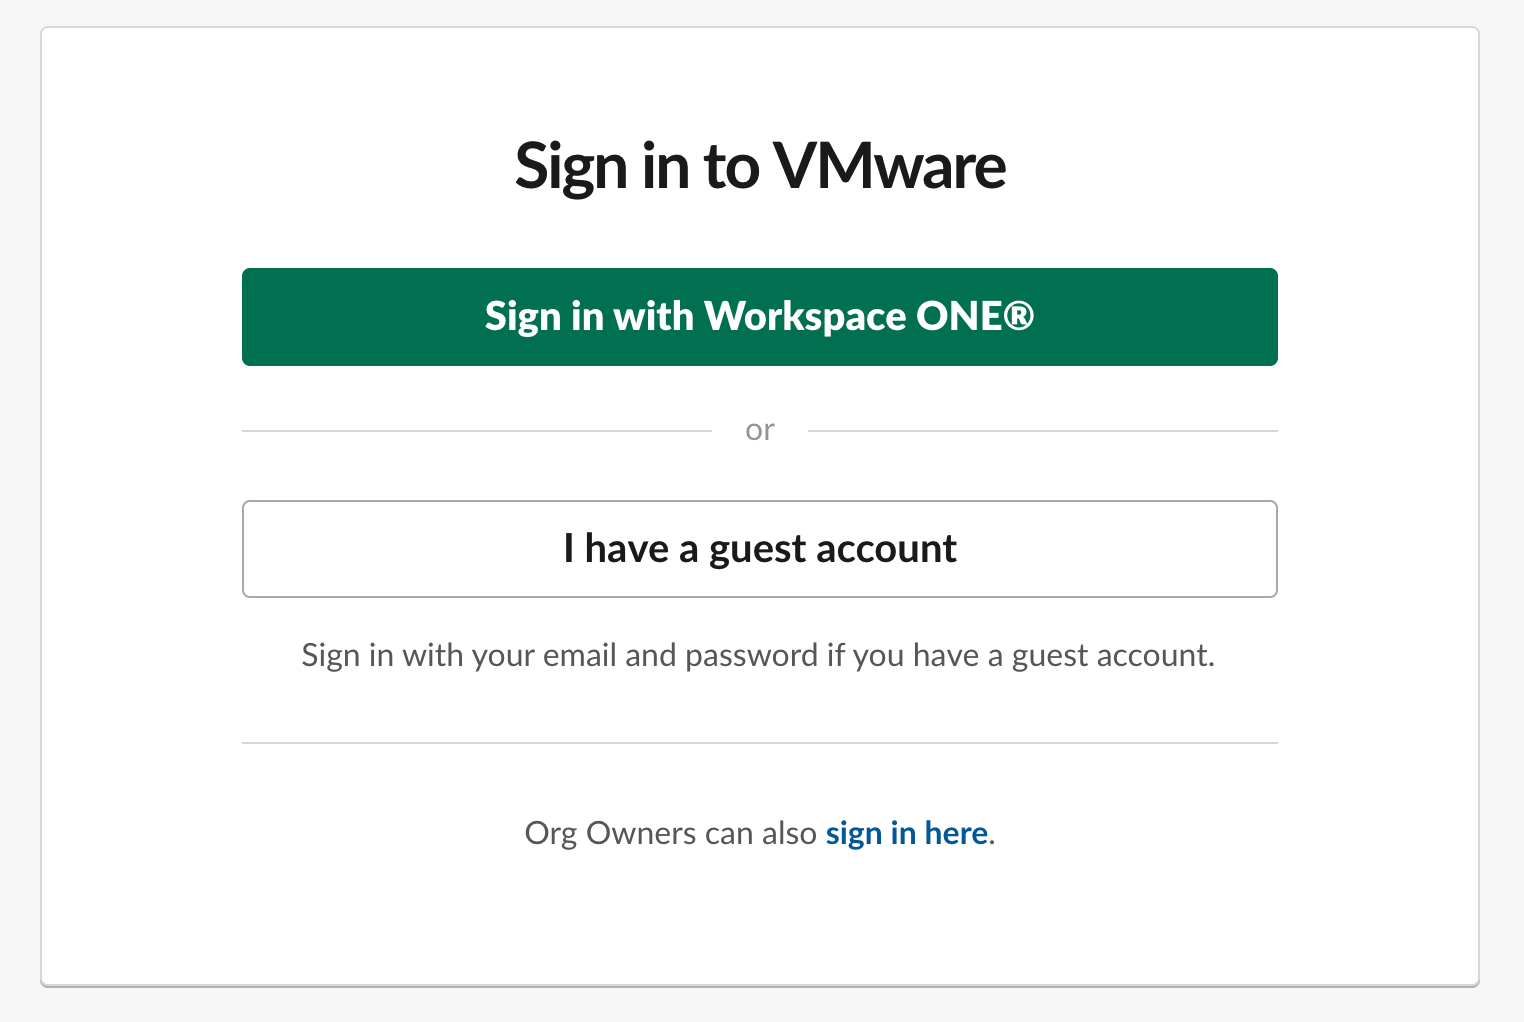 Sign in to VMware
Sign in with Workspace ONE®
or
I have a guest account
Sign in with your email and password if you have a guest account.
Org Owners can also sign in here.